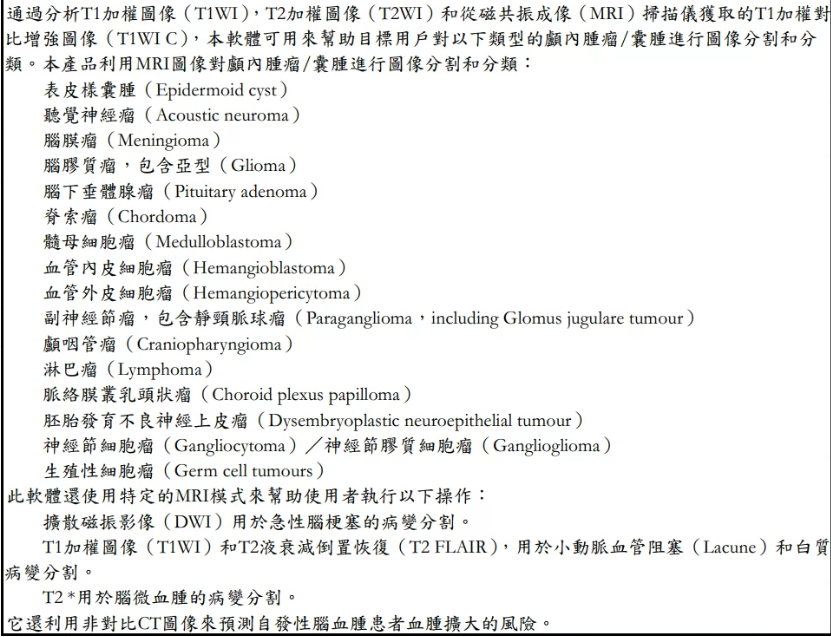 通過分析T1加權圖像（T1WI），T2加權圖像（T2WI）和從磁共振成像（MRI）掃描儀獲取的T1加權對
比增強圖像（T1WI C），本軟體可用來幫助目標用戶對以下類型的顱內腫瘤/囊腫進行圖像分割和分
類。本產品利用MRI圖像對顱內腫瘤/囊腫進行圖像分割和分類：
表皮樣囊腫（Epidermoid cyst）
聽覺神經瘤（Acoustic neuroma）
腦膜瘤（Meningioma）
腦膠質瘤，包含亞型（Glioma）
腦下垂體腺瘤（Pituitary adenoma）
脊索瘤（Chordoma）
髓母細胞瘤（Medulloblastoma）
血管內皮細胞瘤（Hemangioblastoma）
血管外皮細胞瘤（Hemangiopericytoma）
副神經節瘤，包含靜頸脈球瘤（Paraganglioma，including Glomus jugulare tumour）
顱咽管瘤（Craniopharyngioma）
淋巴瘤（Lymphoma）
脈絡膜叢乳頭狀瘤（Choroid plexus papilloma）
胚胎發育不良神經上皮瘤（Dysembryoplastic neuroepithelial tumour）
神經節細胞瘤（Gangliocytoma）／神經節膠質細胞瘤（Ganglioglioma）
生殖性細胞瘤（Germ cell tumours）
此軟體還使用特定的MRI模式來幫助使用者執行以下操作：
擴散磁振影像（DWI）用於急性腦梗塞的病變分割。
T1加權圖像（T1WI）和T2液衰減倒置恢復（T2 FLAIR），用於小動脈血管阻塞（Lacune）和白質
病變分割。
T2 *用於腦微血腫的病變分割。
它還利用非對比CT圖像來預測自發性腦血腫患者血腫擴大的風險。